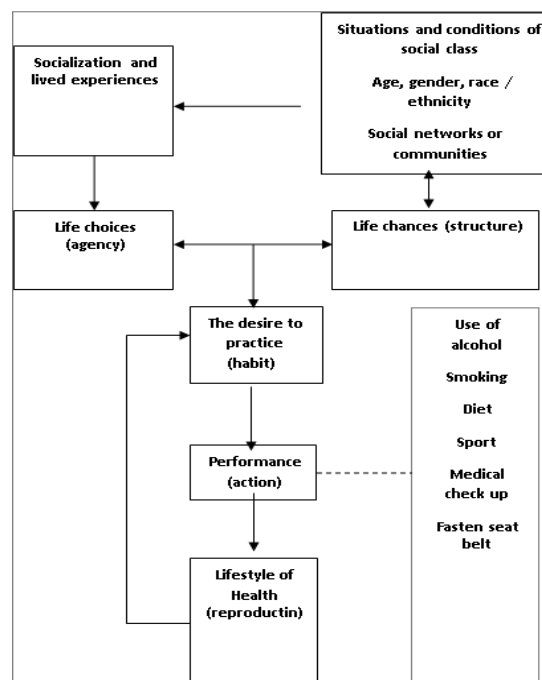 Socialization and
lived experiences
Situations and conditions of
social class
Age, gender, race /
ethnicity
Social networks or
communities
Life choices
(agency)
Life chances (structure)
The desire to
practice
(habit)
Use of
alcohol
Smoking
Diet
Sport
Medical
check up
Fasten seat
belt
Performance
(action)
Lifestyle of
Health
(reproductin)